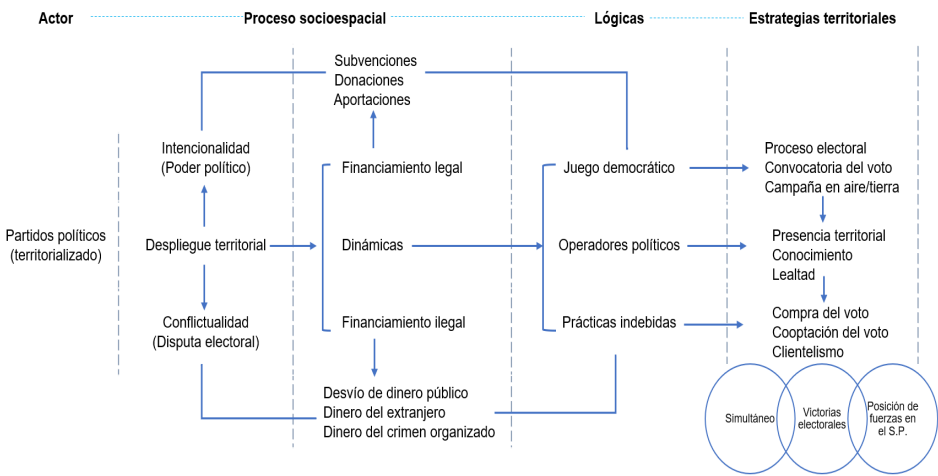 Actor
Proceso socioespacial
Lógicas
Estrategias territoriales
Partidos políticos
(territorializado)
Intencionalidad
(Poder político)
Despliegue territorial
Conflictualidad
(Disputa electoral)
Subvenciones
Donaciones
Aportaciones
Financiamiento legal
Dinámicas
Financiamiento ilegal
Desvío de dinero público
Dinero del extranjero
Dinero del crimen organizado
Juego democrático
Operadores políticos
Prácticas indebidas
Proceso electoral
Convocatoria del voto
Campaña en aire/tierra
Presencia territorial
Conocimiento
Lealtad
Compra del voto
Cooptación del voto
Clientelismo
Simultáneo
Victorias
electorales
Posición de
fuerzas en
el S.P.